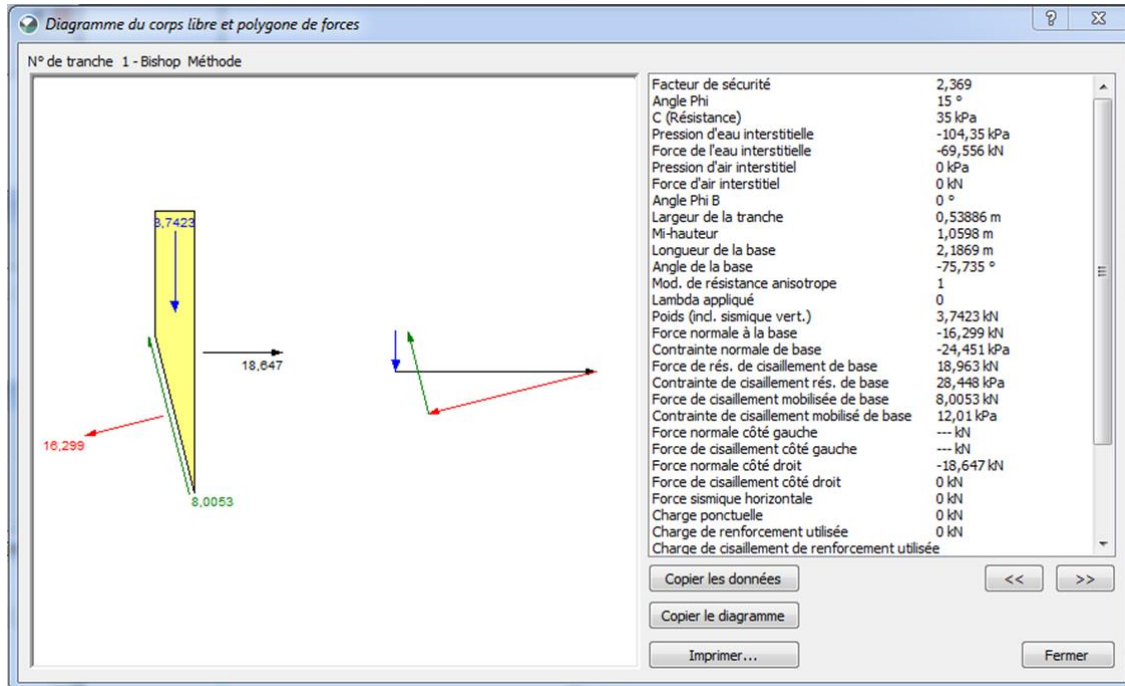 Diagramme du corps libre et polygone de forces
N° de tranche 1 - Bishop Méthode
3,7423
18,647
16,299
8,0053
Facteur de sécurité 2,369
Angle Phi 15 °
C (Résistance) 35 kPa
Pression d'eau interstitielle -104,35 kPa
Force de l'eau interstitielle -69,556 kN
Pression d'air interstitiel 0 kPa
Force d'air interstitiel 0 kN
Angle Phi B 0 °
Largeur de la tranche 0,53886 m
Mi-hauteur 1,0598 m
Longueur de la base 2,1869 m
Angle de la base -75,735 °
Mod. de résistance anisotrope 1
Lambda appliqué 0
Poids (incl. sismique vert.) 3,7423 kN
Force normale à la base -16,299 kN
Contrainte normale de base -24,451 kPa
Force de rés. de cisaillement de base 18,963 kN
Contrainte de cisaillement rés. de base 28,448 kPa
Force de cisaillement mobilisée de base 8,0053 kN
Contrainte de cisaillement mobilisé de base 12,01 kPa
Force normale côté gauche --- kN
Force de cisaillement côté gauche --- kN
Force normale côté droit -18,647 kN
Force de cisaillement côté droit 0 kN
Force sismique horizontale 0 kN
Charge ponctuelle 0 kN
Charge de renforcement utilisée 0 kN
Charge de cisaillement de renforcement utilisée
Copier les données << >>
Copier le diagramme
Imprimer... Fermer